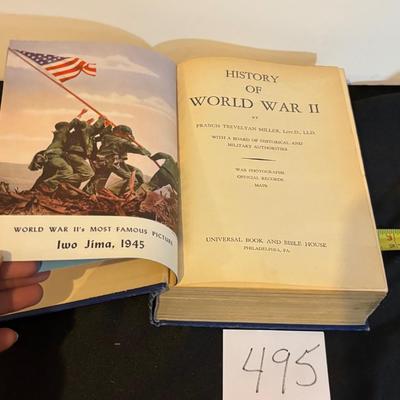 WORLD WAR II's MOST FAMOUS PICTURE
Iwo Jima, 1945
HISTORY
OF
WORLD WAR II
BY
FRANCIS TREVELYAN MILLER, LITT.D., LL.D.
WITH A BOARD OF HISTORICAL AND
MILITARY AUTHORITIES
WAR PHOTOGRAPHS
OFFICIAL RECORDS
MAPS
UNIVERSAL BOOK AND BIBLE HOUSE
PHILADELPHIA, PA.
495